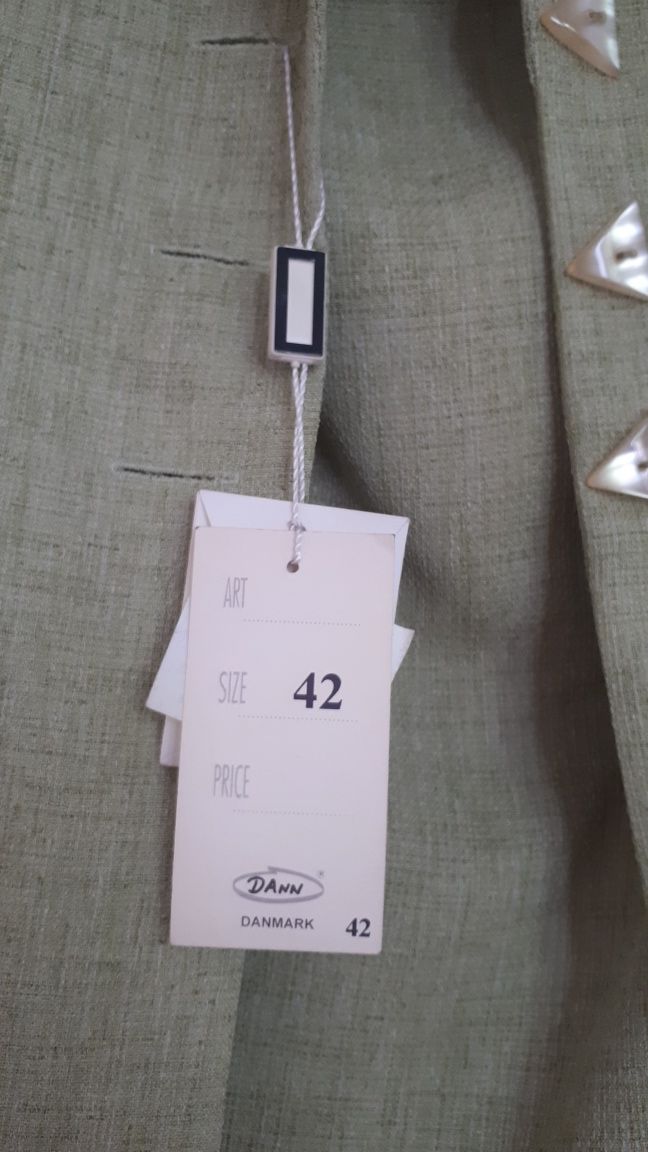 ART
SIZE 42
PRICE
DANN ®
DANMARK 42